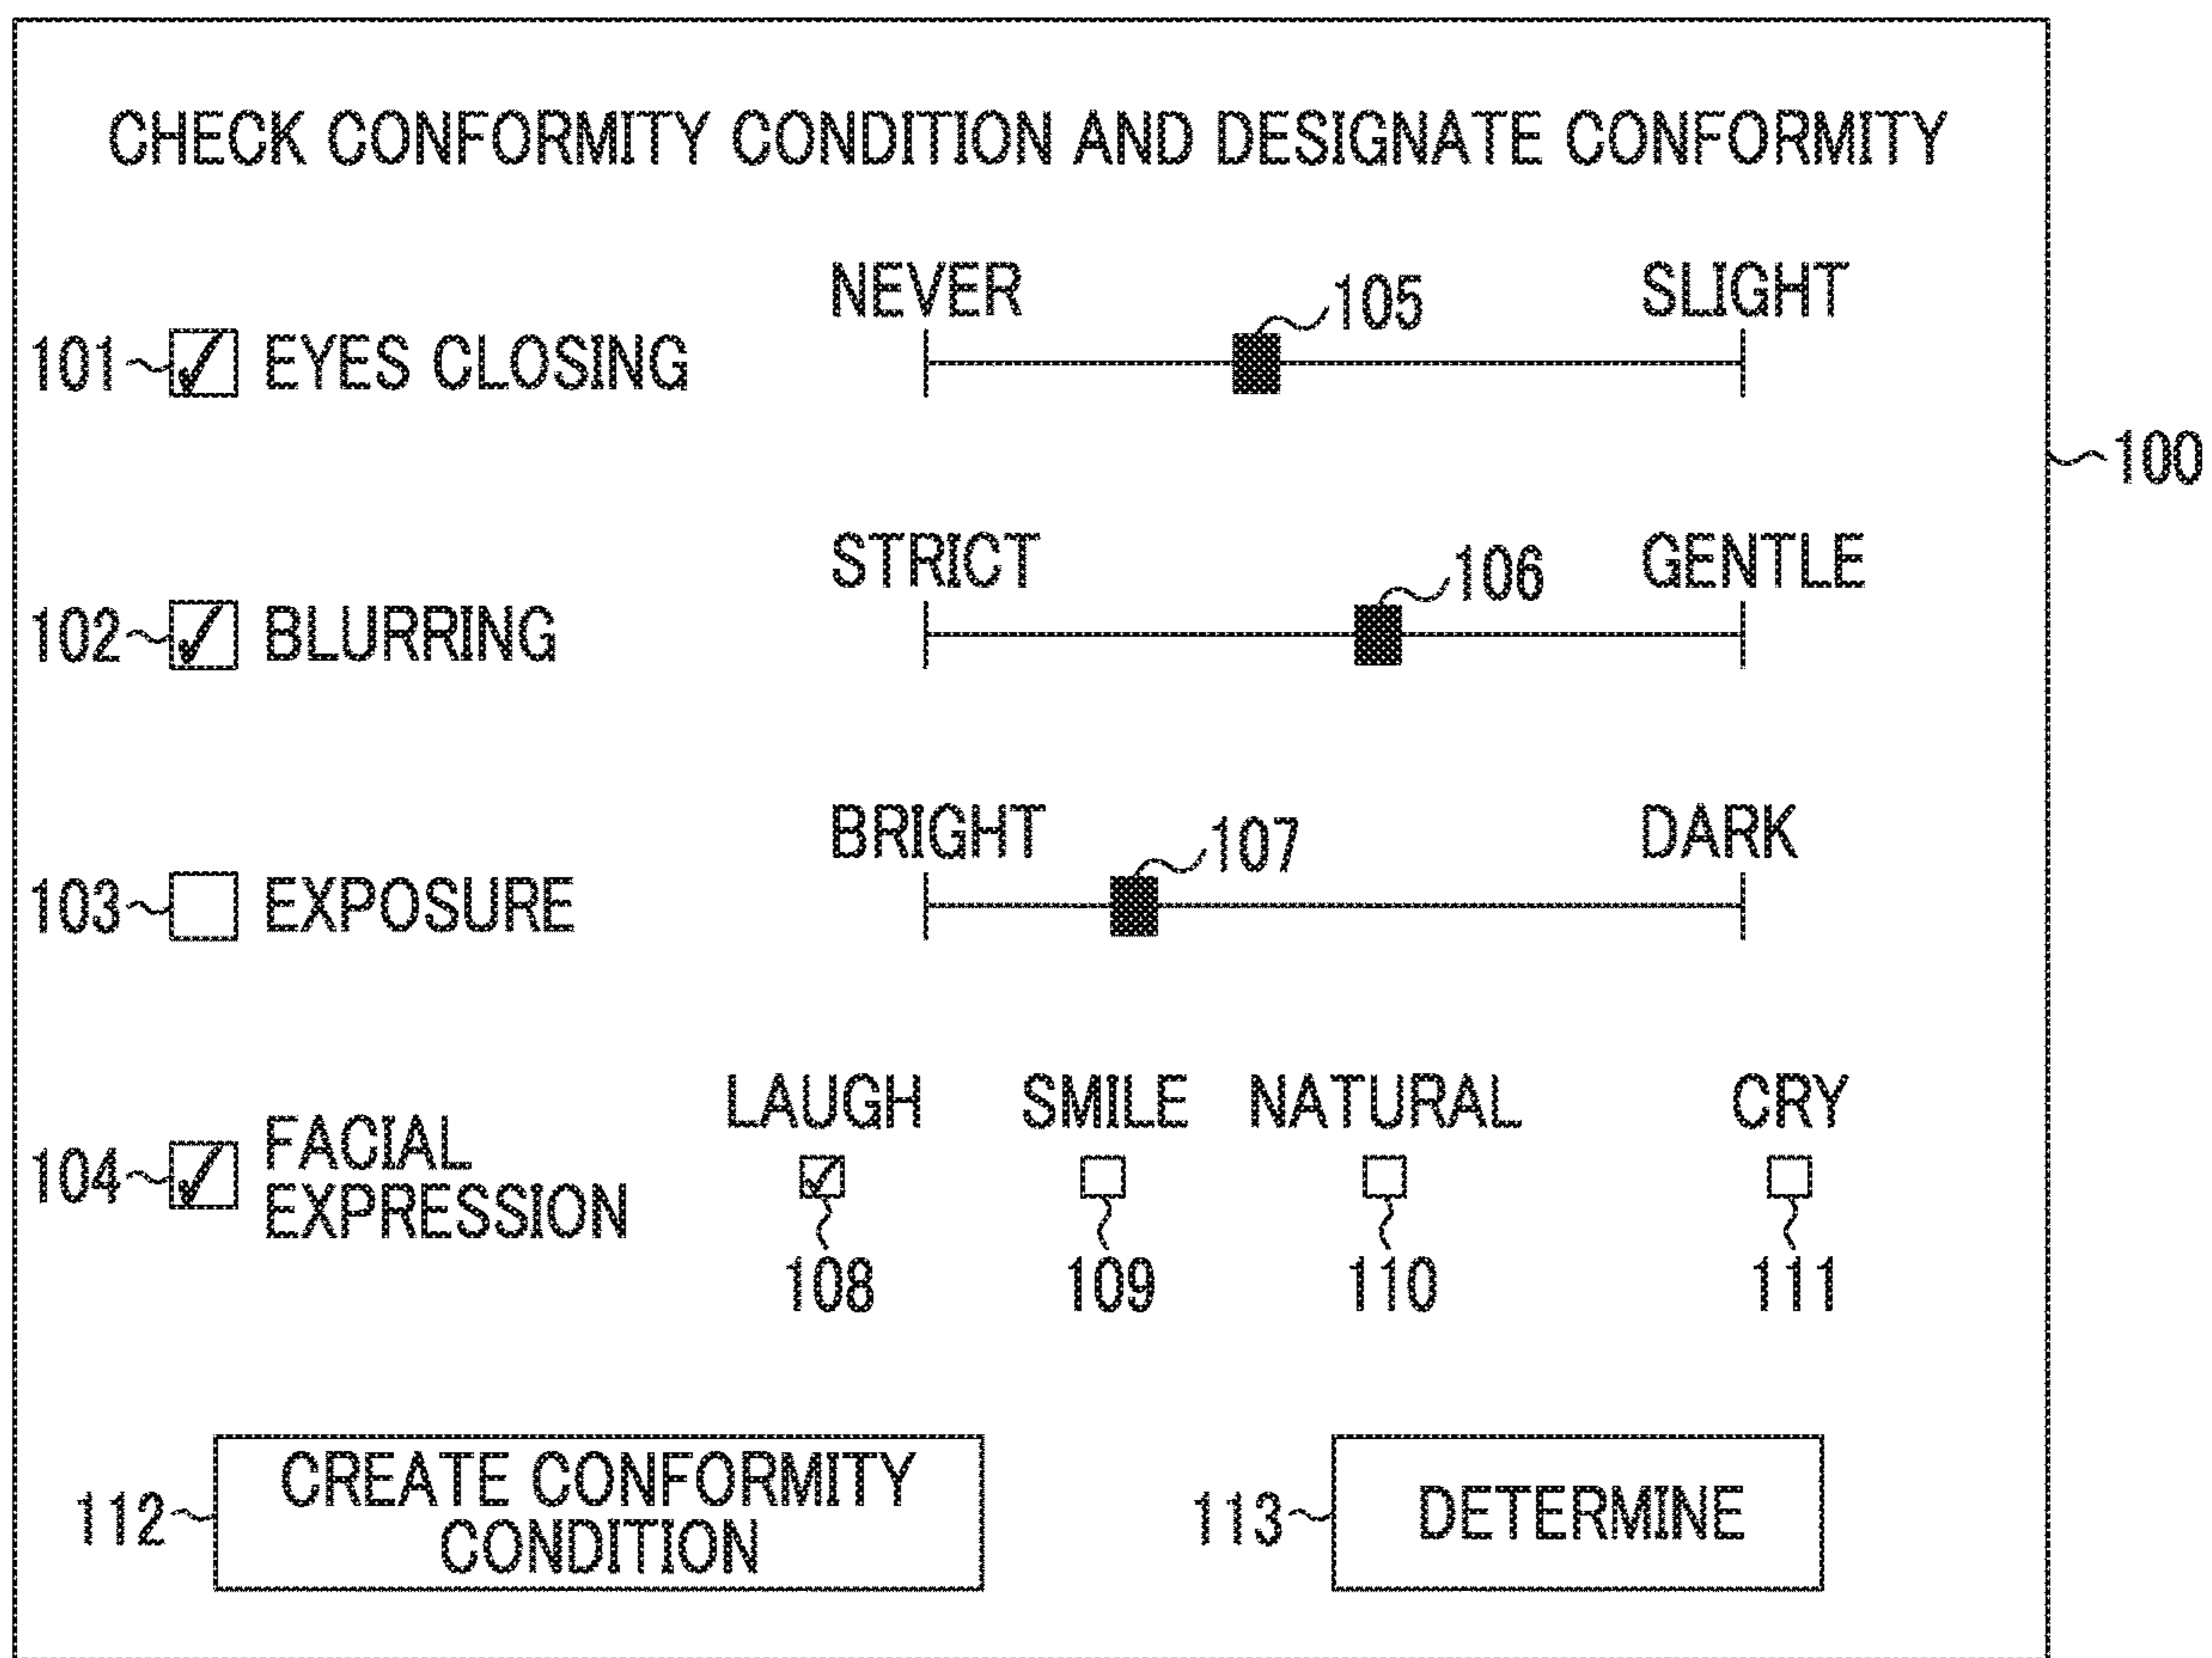 CHECK CONFORMITY CONDITION AND DESIGNATE CONFORMITY
NEVER 105 SLIGHT
101 EYES CLOSING
100
STRICT 106 GENTLE
102 BLURRING
BRIGHT 107 DARK
103 EXPOSURE
LAUGH SMILE NATURAL CRY
104 FACIAL
EXPRESSION
108 109 110 111
112 CREATE CONFORMITY
CONDITION
113 DETERMINE